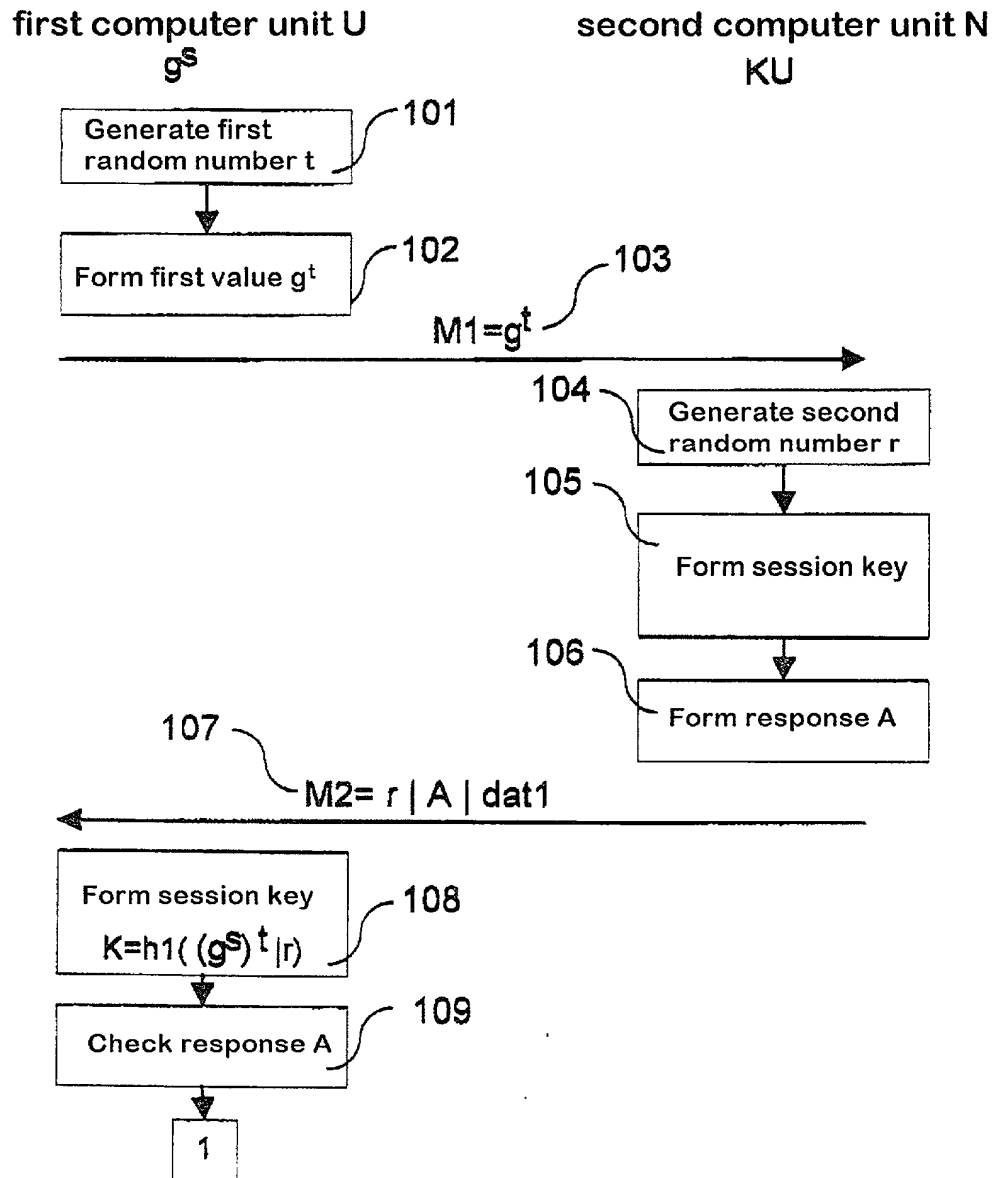 first computer unit U
g^s
second computer unit N
KU
Generate first
random number t
101
Form first value g^t
102
103
M1=g^t
104
Generate second
random number r
105
Form session key
106
Form response A
107
M2= r | A | dat1
Form session key
K=h1( (g^s)^t |r)
108
Check response A
109
1